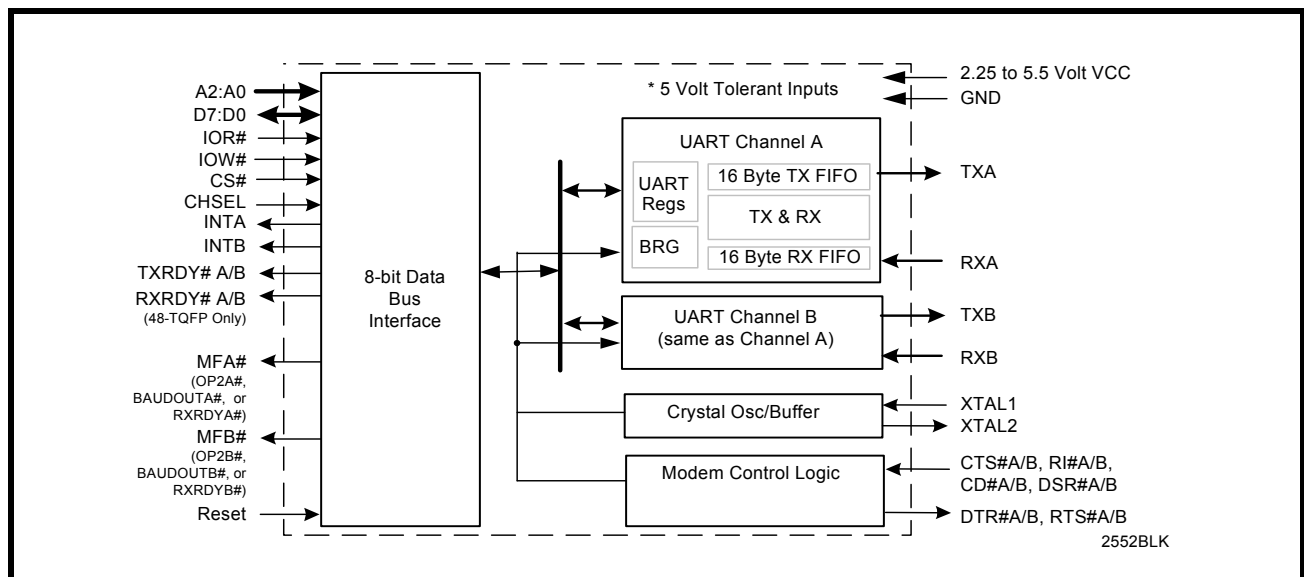 A2:A0
D7:D0
IOR#
IOW#
CS#
CHSEL
INTA
INTB
TXRDY# A/B
RXRDY# A/B
(48-TQFP Only)
MFA#
(OP2A#,
BAUDOUTA#, or
RXRDYA#)
MFB#
(OP2B#,
BAUDOUTB#, or
RXRDYB#)
Reset
8-bit Data
Bus
Interface
* 5 Volt Tolerant Inputs
UART Channel A
UART
Regs
BRG
16 Byte TX FIFO
TX & RX
16 Byte RX FIFO
UART Channel B
(same as Channel A)
Crystal Osc/Buffer
Modem Control Logic
2.25 to 5.5 Volt VCC
GND
TXA
RXA
TXB
RXB
XTAL1
XTAL2
CTS#A/B, RI#A/B,
CD#A/B, DSR#A/B
DTR#A/B, RTS#A/B
2552BLK